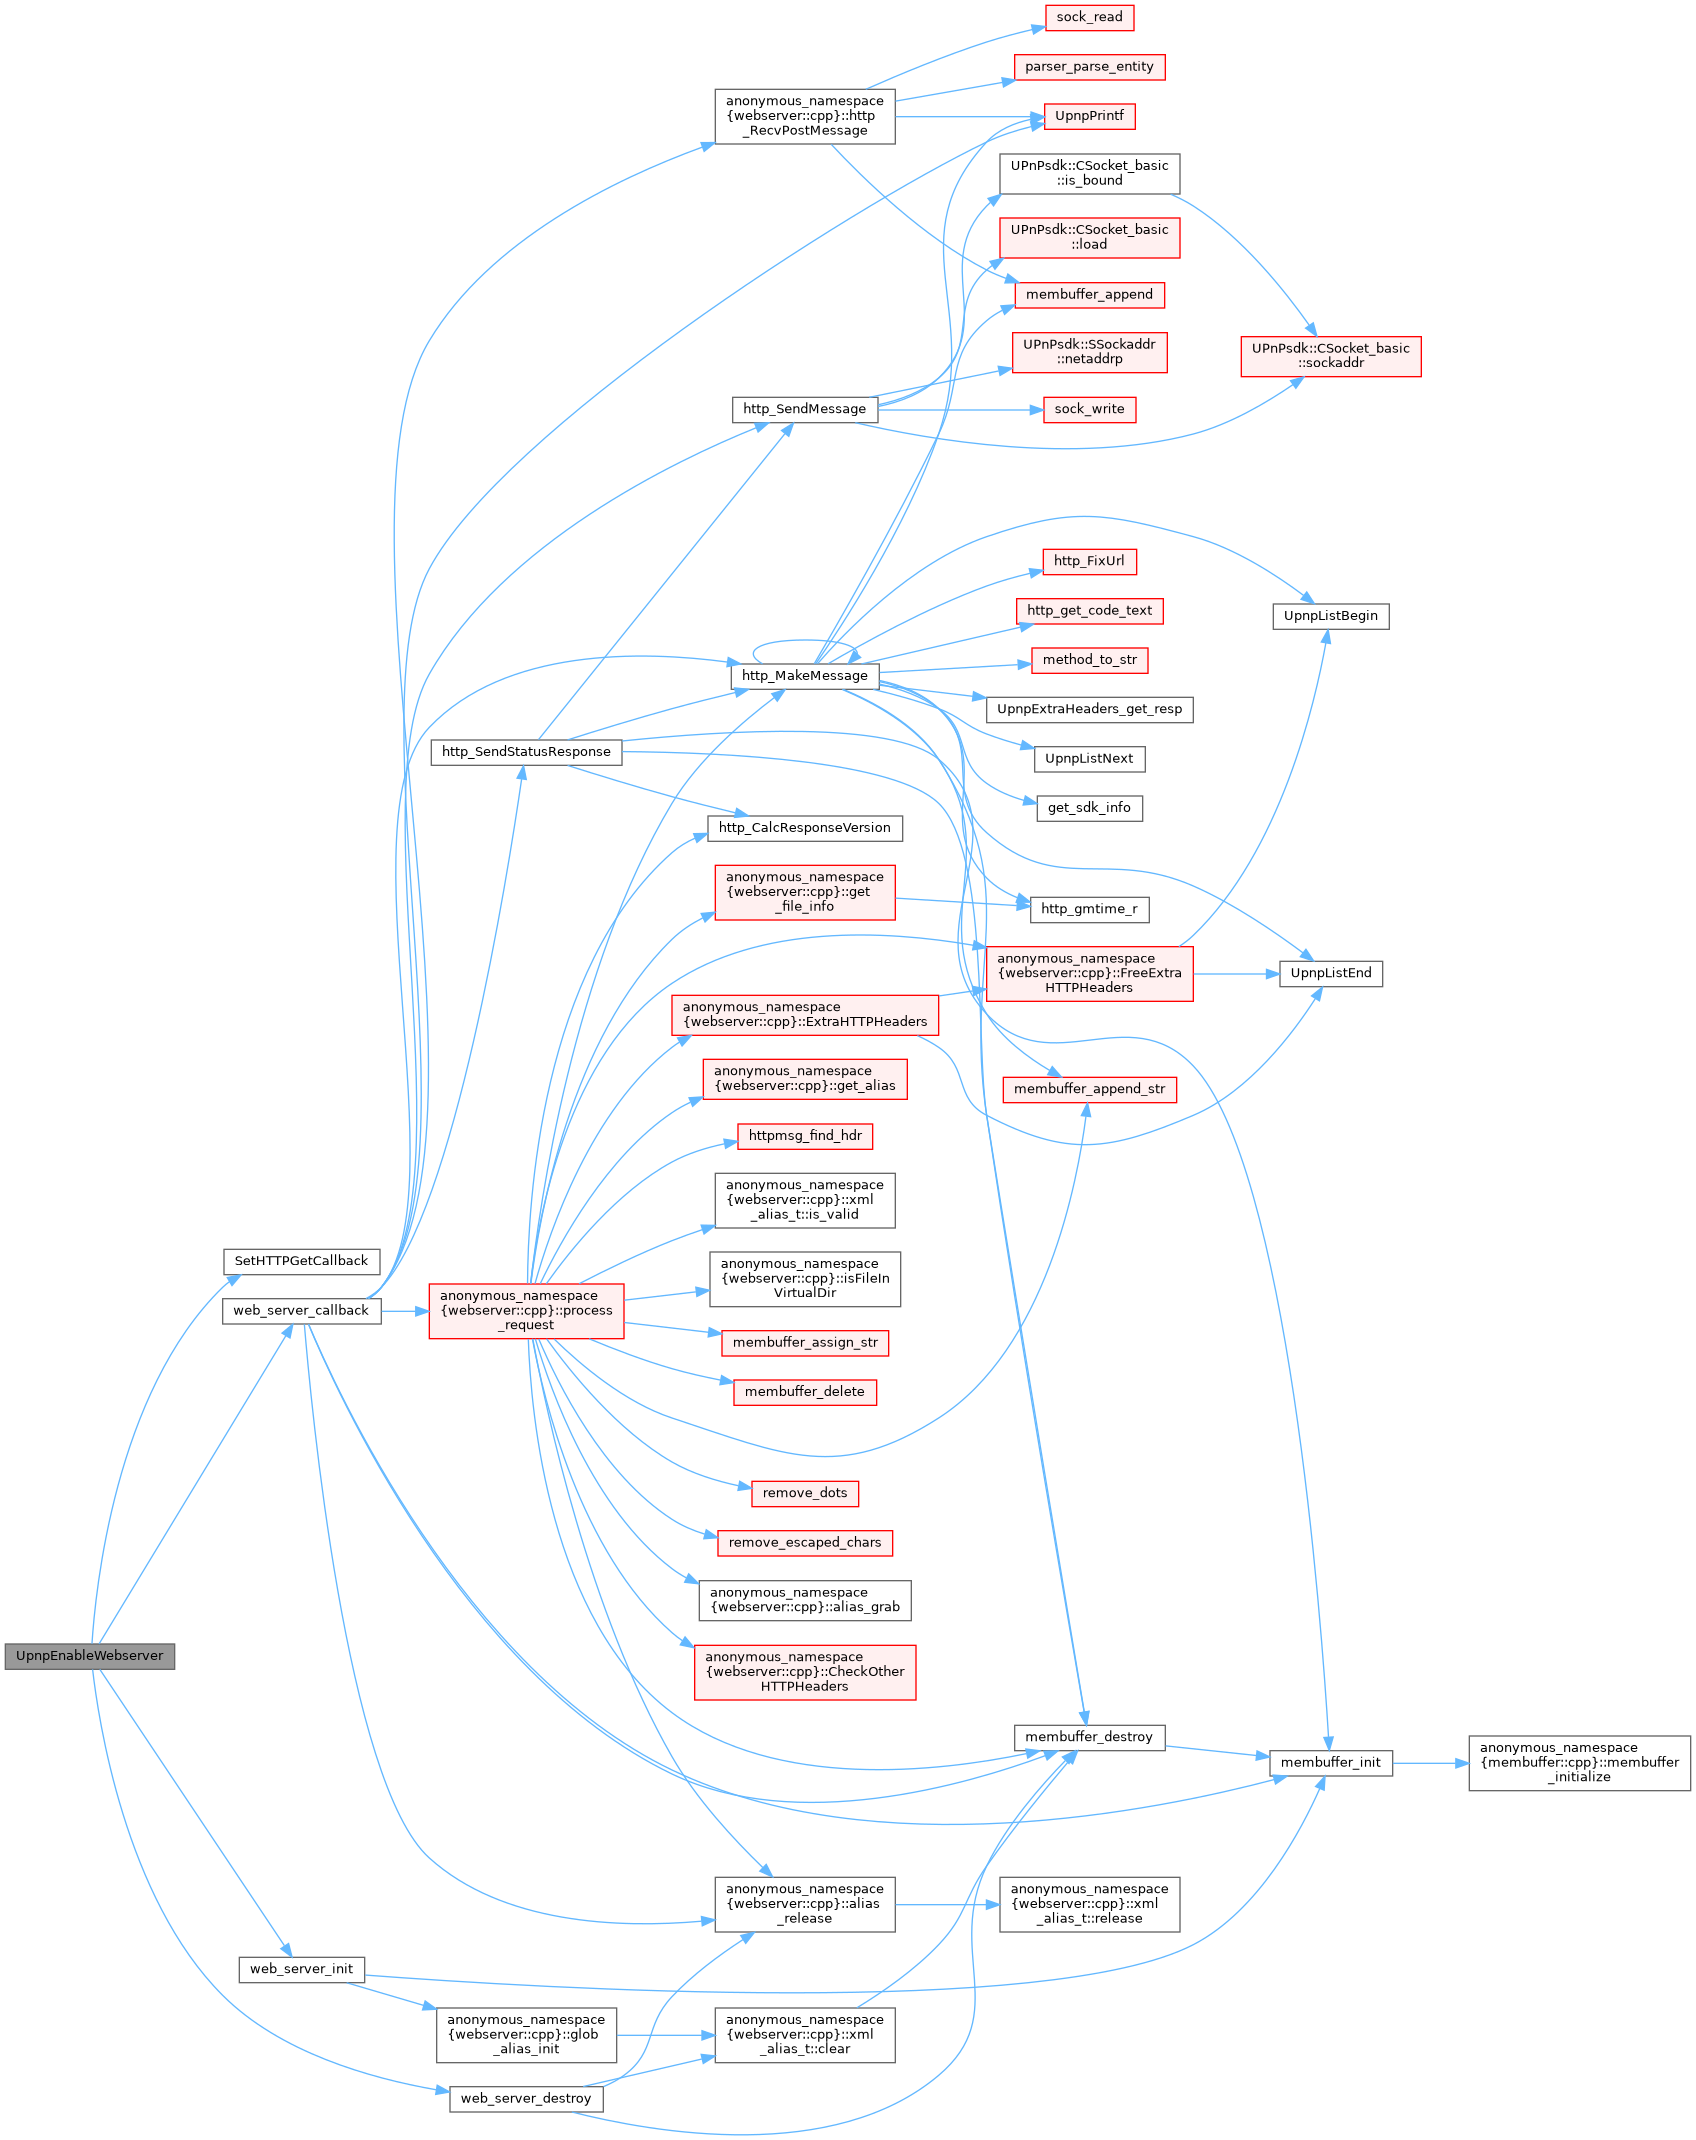 sock_read
parser_parse_entity
anonymous_namespace
{webserver::cpp}::http
_RecvPostMessage
UpnpPrintf
UPnPsdk::CSocket_basic
::is_bound
UPnPsdk::CSocket_basic
::load
membuffer_append
UPnPsdk::SSockaddr
::netaddrp
UPnPsdk::CSocket_basic
::sockaddr
http_SendMessage
sock_write
http_FixUrl
http_get_code_text
UpnpListBegin
method_to_str
http_MakeMessage
UpnpExtraHeaders_get_resp
http_SendStatusResponse
UpnpListNext
get_sdk_info
http_CalcResponseVersion
anonymous_namespace
{webserver::cpp}::get
_file_info
http_gmtime_r
anonymous_namespace
{webserver::cpp}::FreeExtra
HTTPHeaders
UpnpListEnd
anonymous_namespace
{webserver::cpp}::ExtraHTTPHeaders
anonymous_namespace
{webserver::cpp}::get_alias
membuffer_append_str
httpmsg_find_hdr
anonymous_namespace
{webserver::cpp}::xml
_alias_t::is_valid
SetHTTPGetCallback
anonymous_namespace
{webserver::cpp}::isFileIn
VirtualDir
web_server_callback
anonymous_namespace
{webserver::cpp}::process
_request
membuffer_assign_str
membuffer_delete
remove_dots
remove_escaped_chars
anonymous_namespace
{webserver::cpp}::alias_grab
UpnpEnableWebserver
anonymous_namespace
{webserver::cpp}::CheckOther
HTTPHeaders
membuffer_destroy
membuffer_init
anonymous_namespace
{membuffer::cpp}::membuffer
_initialize
anonymous_namespace
{webserver::cpp}::alias
_release
anonymous_namespace
{webserver::cpp}::xml
_alias_t::release
web_server_init
anonymous_namespace
{webserver::cpp}::glob
_alias_init
anonymous_namespace
{webserver::cpp}::xml
_alias_t::clear
web_server_destroy